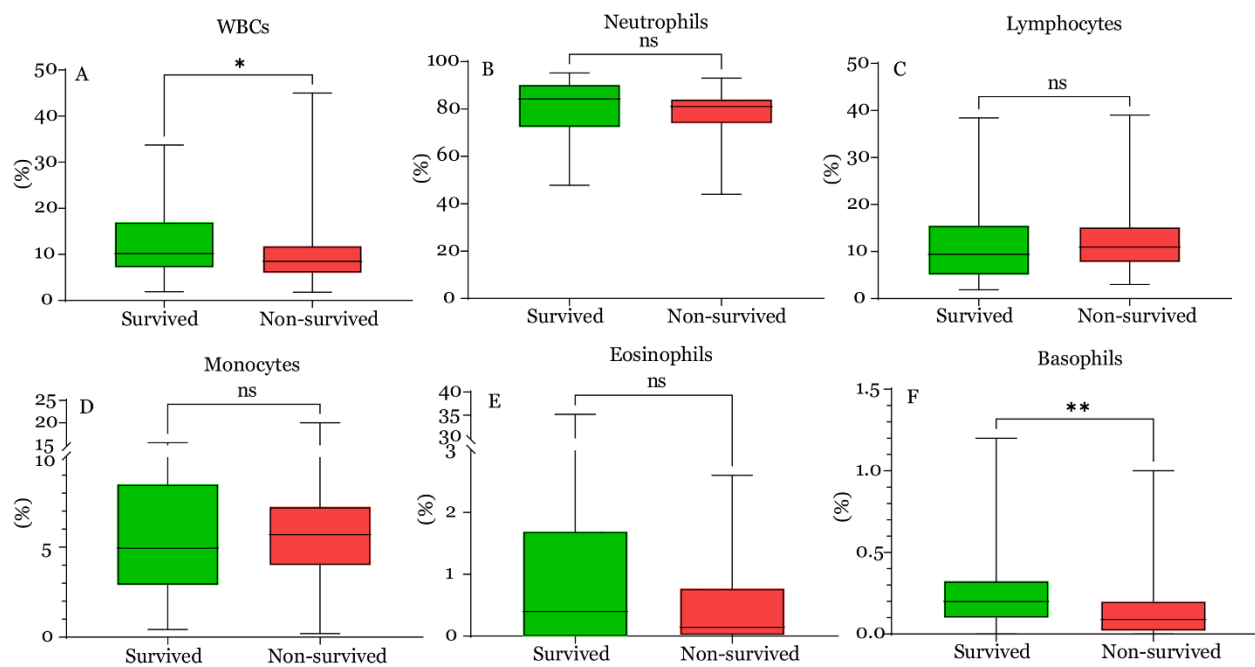 WBCs
A
*
50
40
30
20
10
0
(%)
Survived
Non-survived
Neutrophils
B
ns
100
80
60
40
20
0
(%)
Survived
Non-survived
Lymphocytes
C
ns
50
40
30
20
10
0
(%)
Survived
Non-survived
Monocytes
D
ns
25
20
15
10
5
0
(%)
Survived
Non-survived
Eosinophils
E
ns
40
35
30
3
2
1
0
(%)
Survived
Non-survived
Basophils
F
**
1.5
1.0
0.5
0.0
(%)
Survived
Non-survived